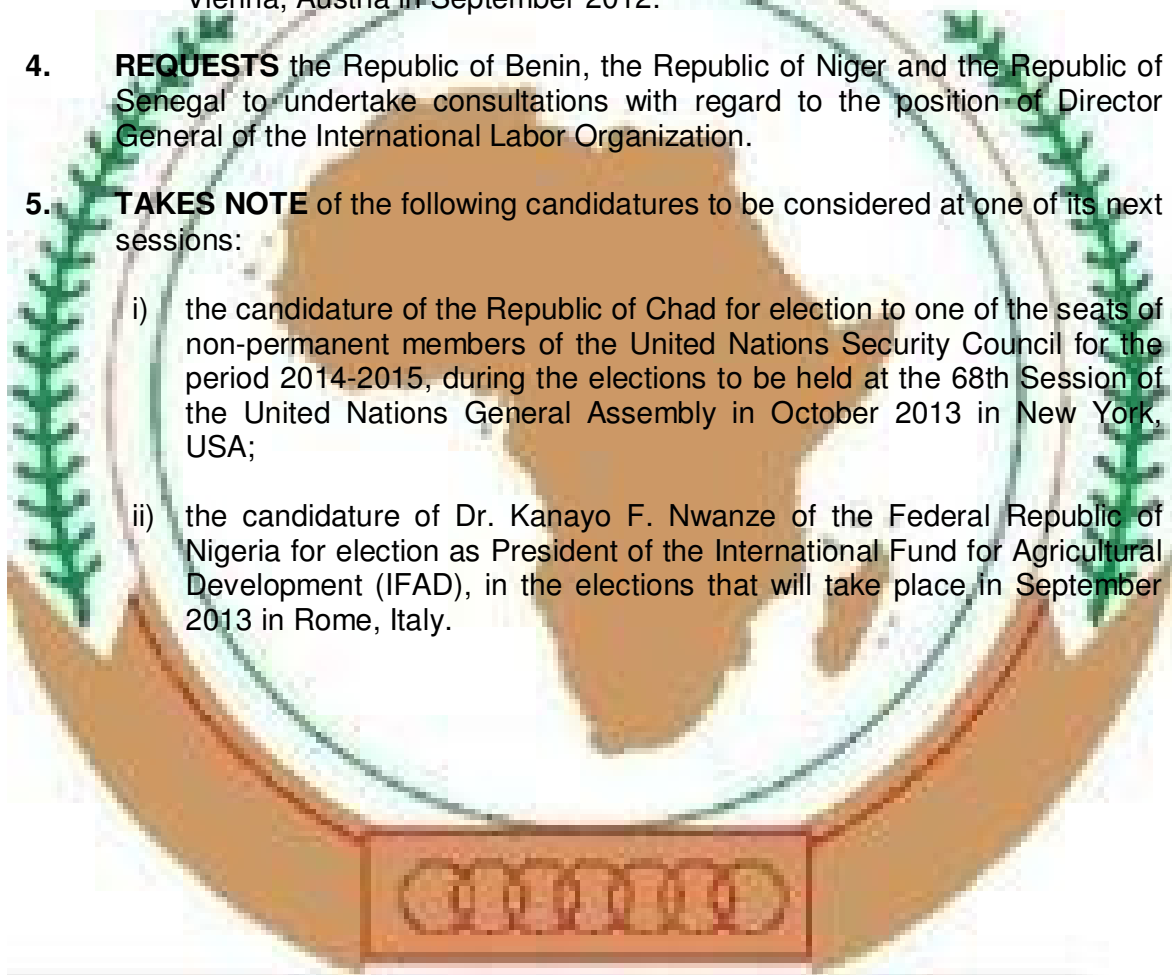 Vienna, Austria in September 2012.
4. REQUESTS the Republic of Benin, the Republic of Niger and the Republic of
Senegal to undertake consultations with regard to the position of Director
General of the International Labor Organization.
5. TAKES NOTE of the following candidatures to be considered at one of its next
sessions:
i) the candidature of the Republic of Chad for election to one of the seats of
non-permanent members of the United Nations Security Council for the
period 2014-2015, during the elections to be held at the 68th Session of
the United Nations General Assembly in October 2013 in New York,
USA;
ii) the candidature of Dr. Kanayo F. Nwanze of the Federal Republic of
Nigeria for election as President of the International Fund for Agricultural
Development (IFAD), in the elections that will take place in September
2013 in Rome, Italy.